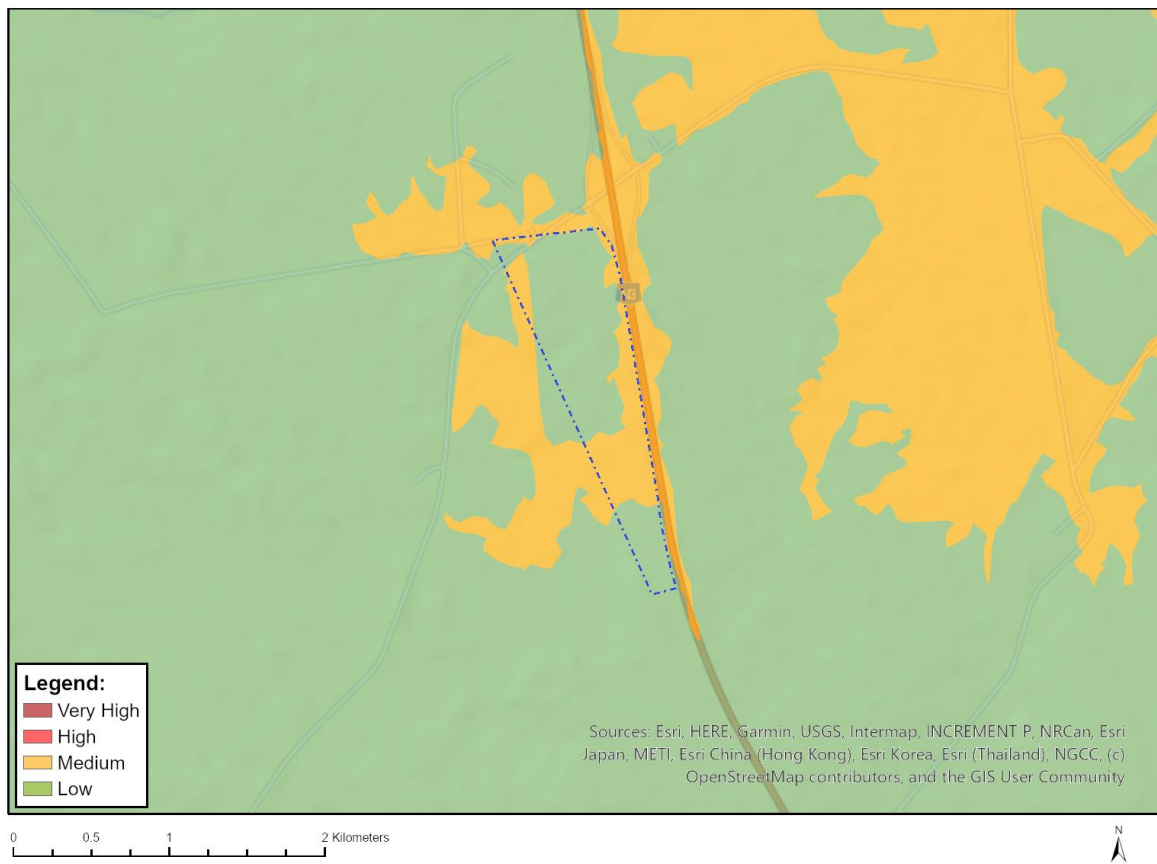 Legend:
Very High
High
Medium
Low
Sources: Esri, HERE, Garmin, USGS, Intermap, INCREMENT P, NRCan, Esri
Japan, METI, Esri China (Hong Kong), Esri Korea, Esri (Thailand), NGCC, (c)
OpenStreetMap contributors, and the GIS User Community
0 0.5 1 2 Kilometers
N